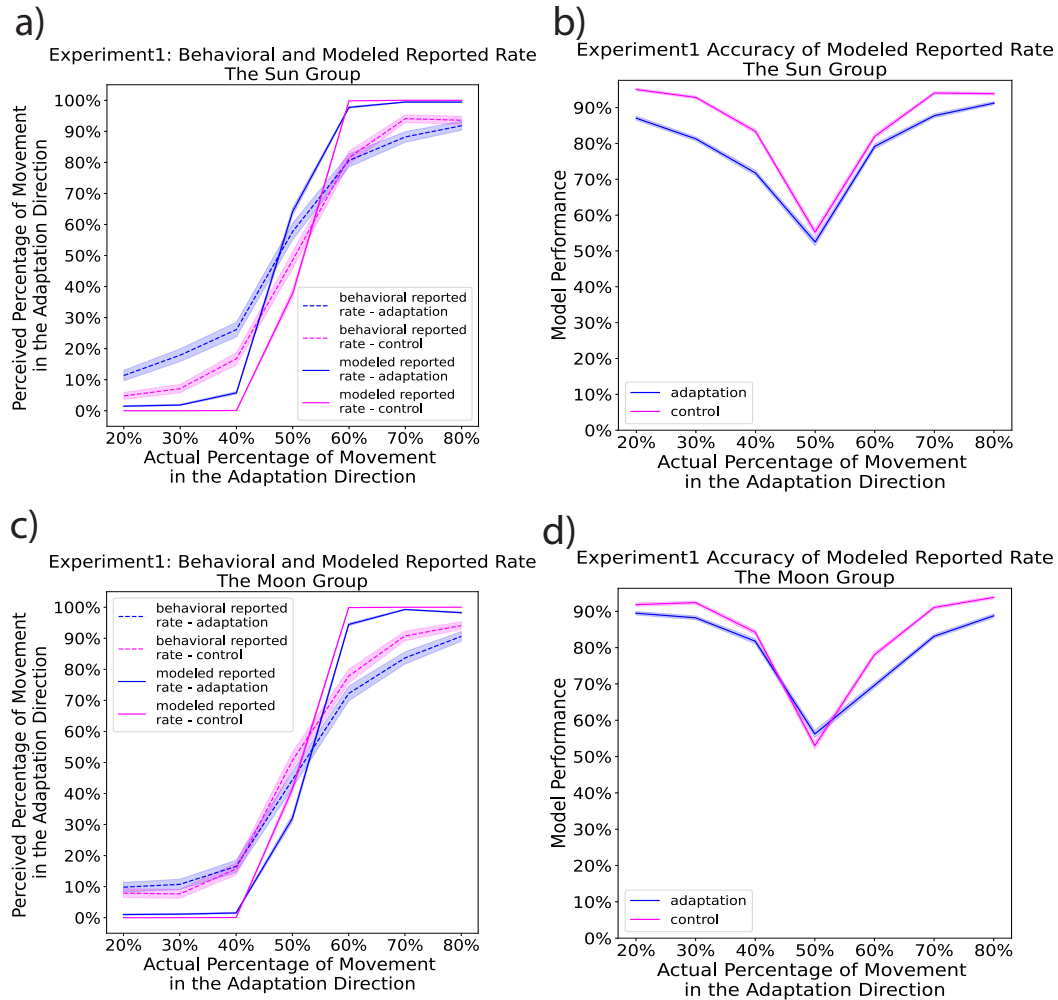 a)
Experiment1: Behavioral and Modeled Reported Rate
The Sun Group
Perceived Percentage of Movement
in the Adaptation Direction
100%
90%
80%
70%
60%
50%
40%
30%
20%
10%
0%
behavioral reported
rate - adaptation
behavioral reported
rate - control
modeled reported
rate - adaptation
modeled reported
rate - control
20% 30% 40% 50% 60% 70% 80%
Actual Percentage of Movement
in the Adaptation Direction
b)
Experiment1 Accuracy of Modeled Reported Rate
The Sun Group
Model Performance
90%
80%
70%
60%
50%
40%
30%
20%
10%
0%
adaptation
control
20% 30% 40% 50% 60% 70% 80%
Actual Percentage of Movement
in the Adaptation Direction
c)
Experiment1: Behavioral and Modeled Reported Rate
The Moon Group
Perceived Percentage of Movement
in the Adaptation Direction
100%
90%
80%
70%
60%
50%
40%
30%
20%
10%
0%
behavioral reported
rate - adaptation
behavioral reported
rate - control
modeled reported
rate - adaptation
modeled reported
rate - control
20% 30% 40% 50% 60% 70% 80%
Actual Percentage of Movement
in the Adaptation Direction
d)
Experiment1 Accuracy of Modeled Reported Rate
The Moon Group
Model Performance
90%
80%
70%
60%
50%
40%
30%
20%
10%
0%
adaptation
control
20% 30% 40% 50% 60% 70% 80%
Actual Percentage of Movement
in the Adaptation Direction